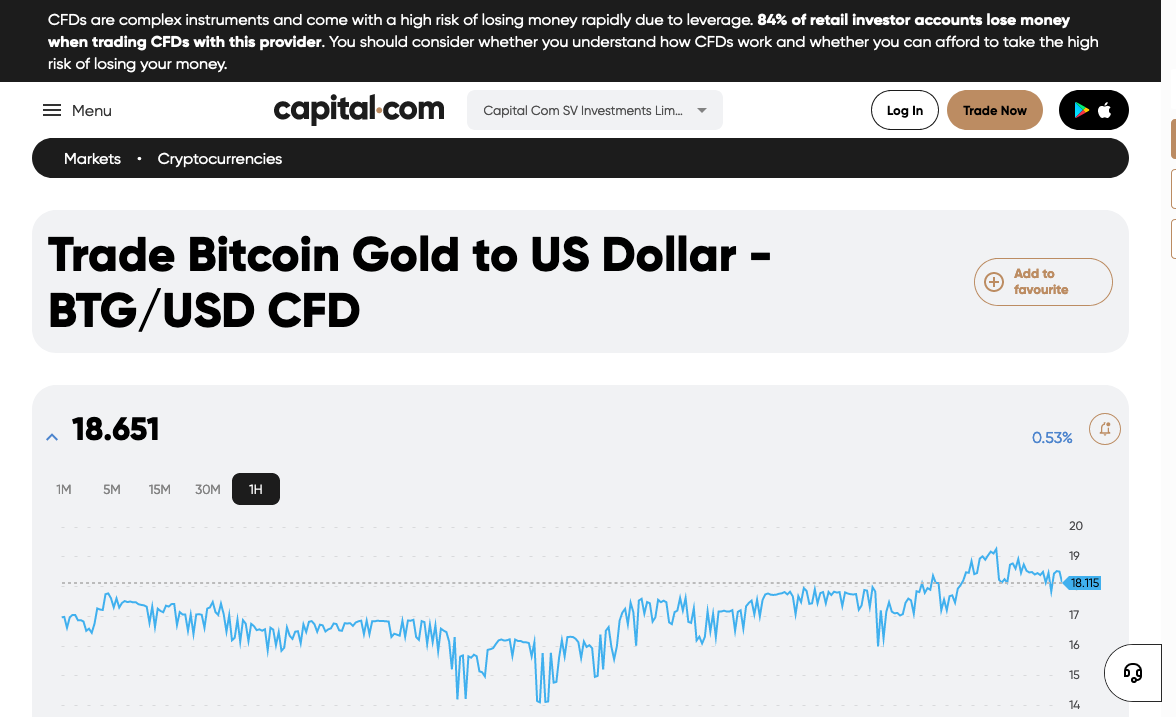 CFDs are complex instruments and come with a high risk of losing money rapidly due to leverage. 84% of retail investor accounts lose money
when trading CFDs with this provider. You should consider whether you understand how CFDs work and whether you can afford to take the high
risk of losing your money.
Menu
capital.com
Capital Com SV Investments Lim...
Log In
Trade Now
Markets • Cryptocurrencies
Trade Bitcoin Gold to US Dollar -
BTG/USD CFD
Add to
favourite
18.651
0.53%
1M 5M 15M 30M 1H
20
19
18.115
17
16
15
14